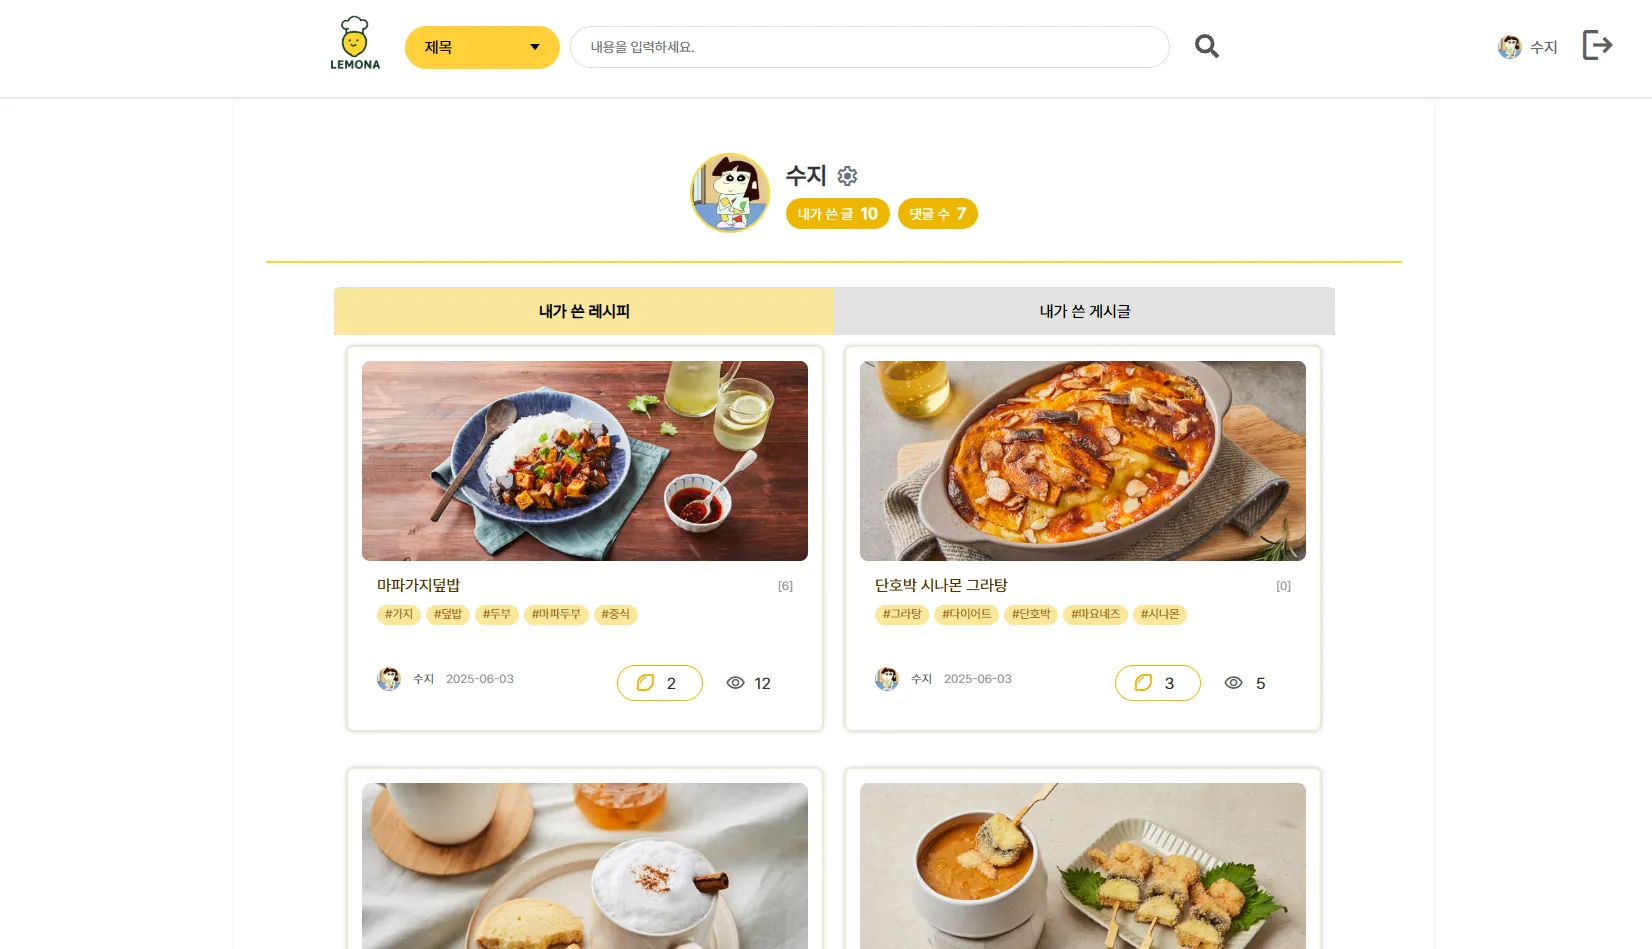 LEMONA
제목
내용을 입력하세요.
수지
수지
내가 쓴 글 10 댓글 수 7
내가 쓴 레시피
내가 쓴 게시글
마파가지덮밥 [6]
#가지 #덮밥 #두부 #마파두부 #중식
수지 2025-06-03 2 12
단호박 시나몬 그라탕 [0]
#그라탕 #다이어트 #단호박 #마요네즈 #시나몬
수지 2025-06-03 3 5